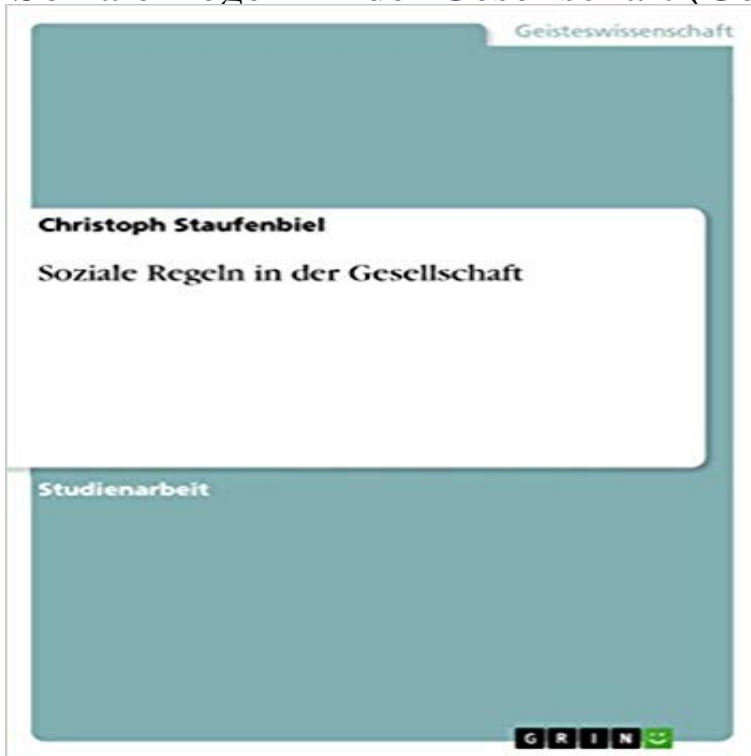 Geisteswissenschaft
Christoph Staufenbiel
Soziale Regeln in der Gesellschaft
Studienarbeit
GRIN